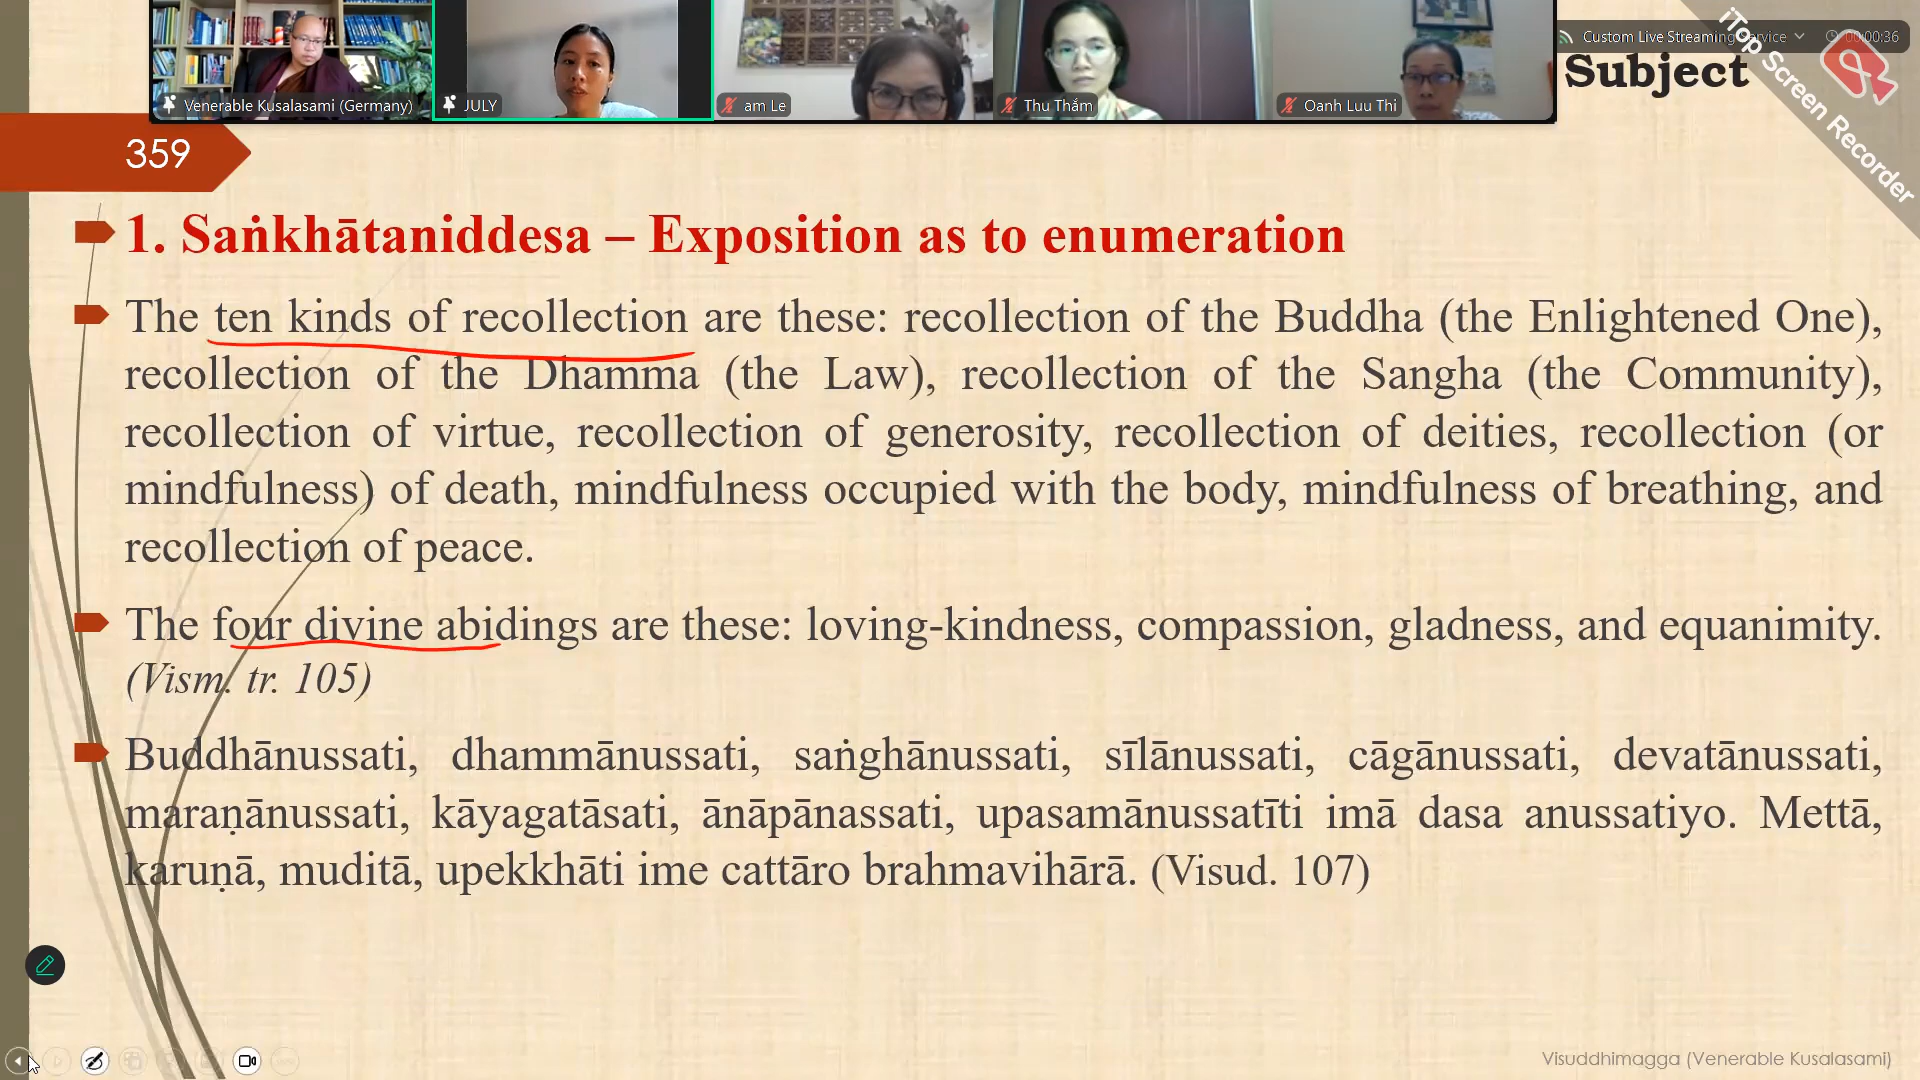 Venerable Kusalasami (Germany)
JULY
am Le
Thu Thắm
Oanh Luu Thi
Custom Live Streaming Service
00:00:36
Subject
iTop Screen Recorder
359
1. Saṅkhātaniddesa – Exposition as to enumeration
The ten kinds of recollection are these: recollection of the Buddha (the Enlightened One),
recollection of the Dhamma (the Law), recollection of the Sangha (the Community),
recollection of virtue, recollection of generosity, recollection of deities, recollection (or
mindfulness) of death, mindfulness occupied with the body, mindfulness of breathing, and
recollection of peace.
The four divine abidings are these: loving-kindness, compassion, gladness, and equanimity.
(Vism. tr. 105)
Buddhānussati, dhammānussati, saṅghānussati, sīlānussati, cāgānussati, devatānussati,
maraṇānussati, kāyagatāsati, ānāpānassati, upasamānussatīti imā dasa anussatiyo. Mettā,
karuṇā, muditā, upekkhāti ime cattāro brahmavihārā. (Visud. 107)
Visuddhimagga (Venerable Kusalasami)